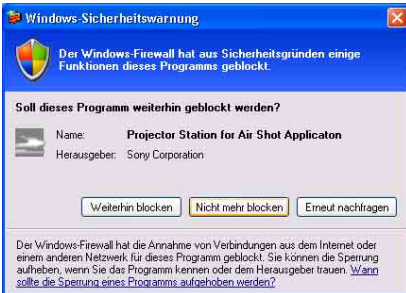 Windows-Sicherheitswarnung
Der Windows-Firewall hat aus Sicherheitsgründen einige
Funktionen dieses Programms geblockt.
Soll dieses Programm weiterhin geblockt werden?
Name: Projector Station for Air Shot Applicaton
Herausgeber: Sony Corporation
Weiterhin blocken Nicht mehr blocken Erneut nachfragen
Der Windows-Firewall hat die Annahme von Verbindungen aus dem Internet oder
einem anderen Netzwerk für dieses Programm geblockt. Sie können die Sperrung
aufheben, wenn Sie das Programm kennen oder dem Herausgeber trauen. Wann
sollte die Sperrung eines Programms aufgehoben werden?